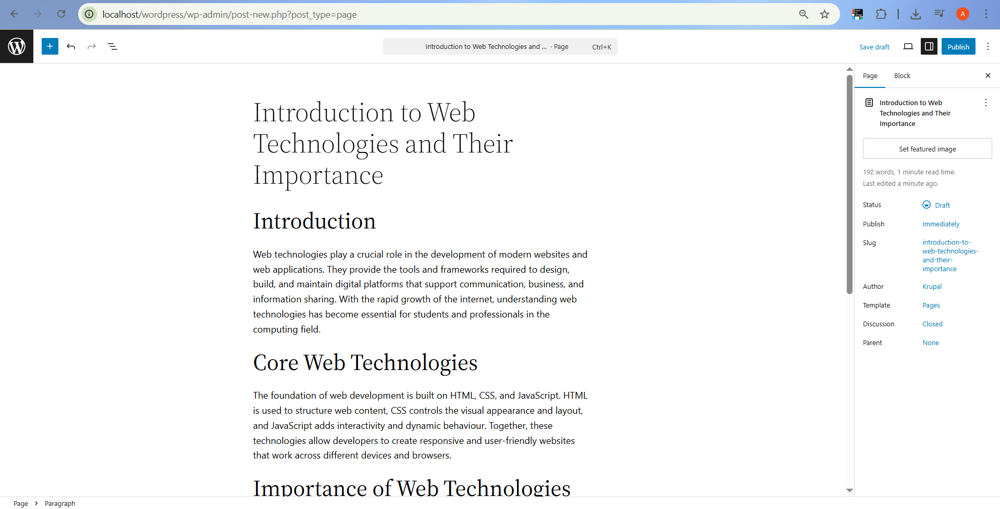 localhost/wordpress/wp-admin/post-new.php?post_type=page
A
Introduction to Web Technologies and ... · Page
Ctrl+K
Save draft
Publish
Introduction to Web
Technologies and Their
Importance
Introduction
Web technologies play a crucial role in the development of modern websites and
web applications. They provide the tools and frameworks required to design,
build, and maintain digital platforms that support communication, business, and
information sharing. With the rapid growth of the internet, understanding web
technologies has become essential for students and professionals in the
computing field.
Core Web Technologies
The foundation of web development is built on HTML, CSS, and JavaScript. HTML
is used to structure web content, CSS controls the visual appearance and layout,
and JavaScript adds interactivity and dynamic behaviour. Together, these
technologies allow developers to create responsive and user-friendly websites
that work across different devices and browsers.
Importance of Web Technologies
Page
Block
Introduction to Web
Technologies and Their
Importance
Set featured image
192 words, 1 minute read time.
Last edited a minute ago.
Status
Draft
Publish
Immediately
Slug
introduction-to-
web-technologies-
and-their-
importance
Author
Krupal
Template
Pages
Discussion
Closed
Parent
None
Page > Paragraph